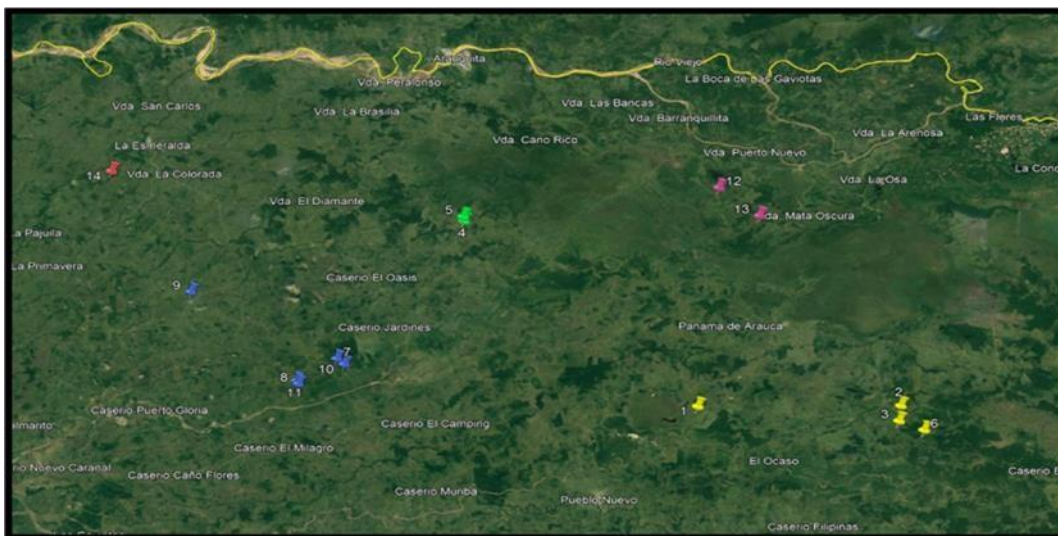 Arauquita
Rio Viejo
Vda. Peralonso
La Boca de Las Gaviotas
Vda. San Carlos
Vda. La Brasilia
Vda. Las Bancas
Vda. Barranquillita
Las Flores
Vda. La Arenosa
La Esmeralda
Vda. Cano Rico
Vda. Puerto Nuevo
14
Vda. La Colorada
12
Vda. La Osa
Vda. El Diamante
5
4
13
Mata Oscura
La Pajuila
La Primavera
Caserio El Oasis
9
Caserio Jardines
Panama de Arauca
7
10
8
11
2
1
3
6
Caserio Puerto Gloria
Caserio El Camping
Caserio El Milagro
El Ocaso
Nuevo Caranal
Caserio Caño Flores
Caserio Muriba
Pueblo Nuevo
Caserio Filipinas